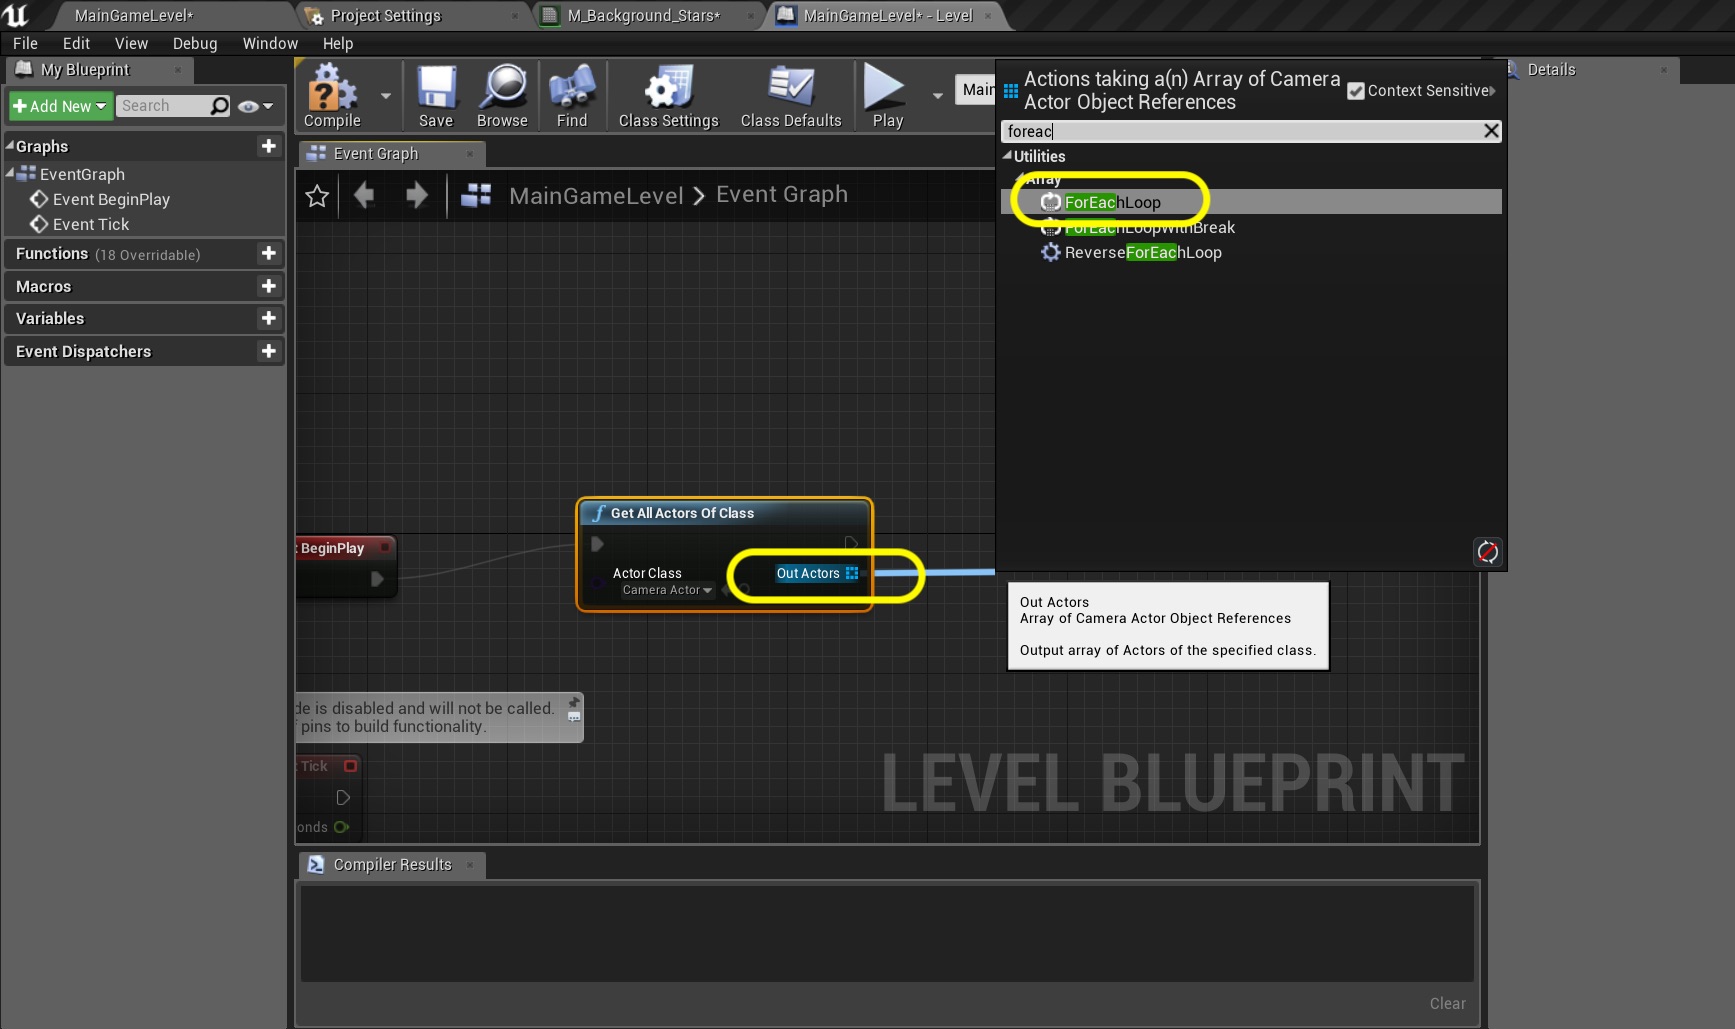 MainGameLevel*
Project Settings
M_Background_Stars*
MainGameLevel* - Level
File Edit View Debug Window Help
My Blueprint
Add New
Search
Graphs
EventGraph
Event BeginPlay
Event Tick
Functions (18 Overridable)
Macros
Variables
Event Dispatchers
Compile
Save
Browse
Find
Class Settings
Class Defaults
Play
Main
Event Graph
MainGameLevel > Event Graph
Actions taking a(n) Array of Camera
Actor Object References
Context Sensitive
foreac
Utilities
Array
ForEachLoop
ForEachLoopWithBreak
ReverseForEachLoop
Details
t BeginPlay
Get All Actors Of Class
Actor Class
Camera Actor
Out Actors
Out Actors
Array of Camera Actor Object References
Output array of Actors of the specified class.
de is disabled and will not be called.
f pins to build functionality.
t Tick
onds
LEVEL BLUEPRINT
Compiler Results
Clear